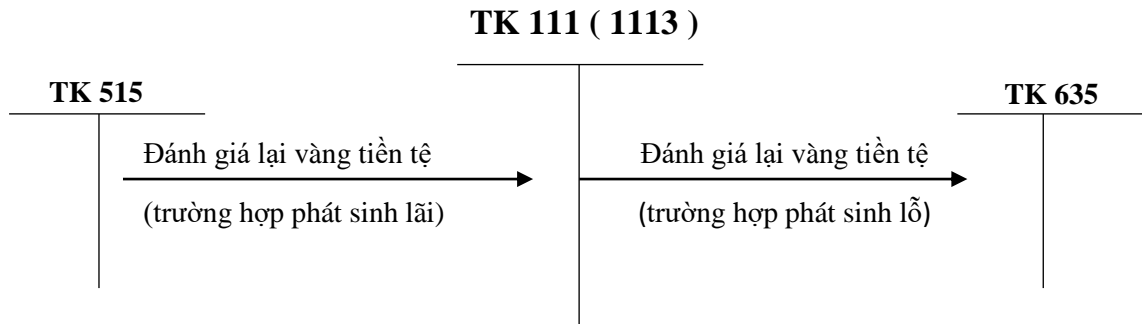 TK 111 ( 1113 )
TK 515
TK 635
Đánh giá lại vàng tiền tệ
(trường hợp phát sinh lãi)
Đánh giá lại vàng tiền tệ
(trường hợp phát sinh lỗ)